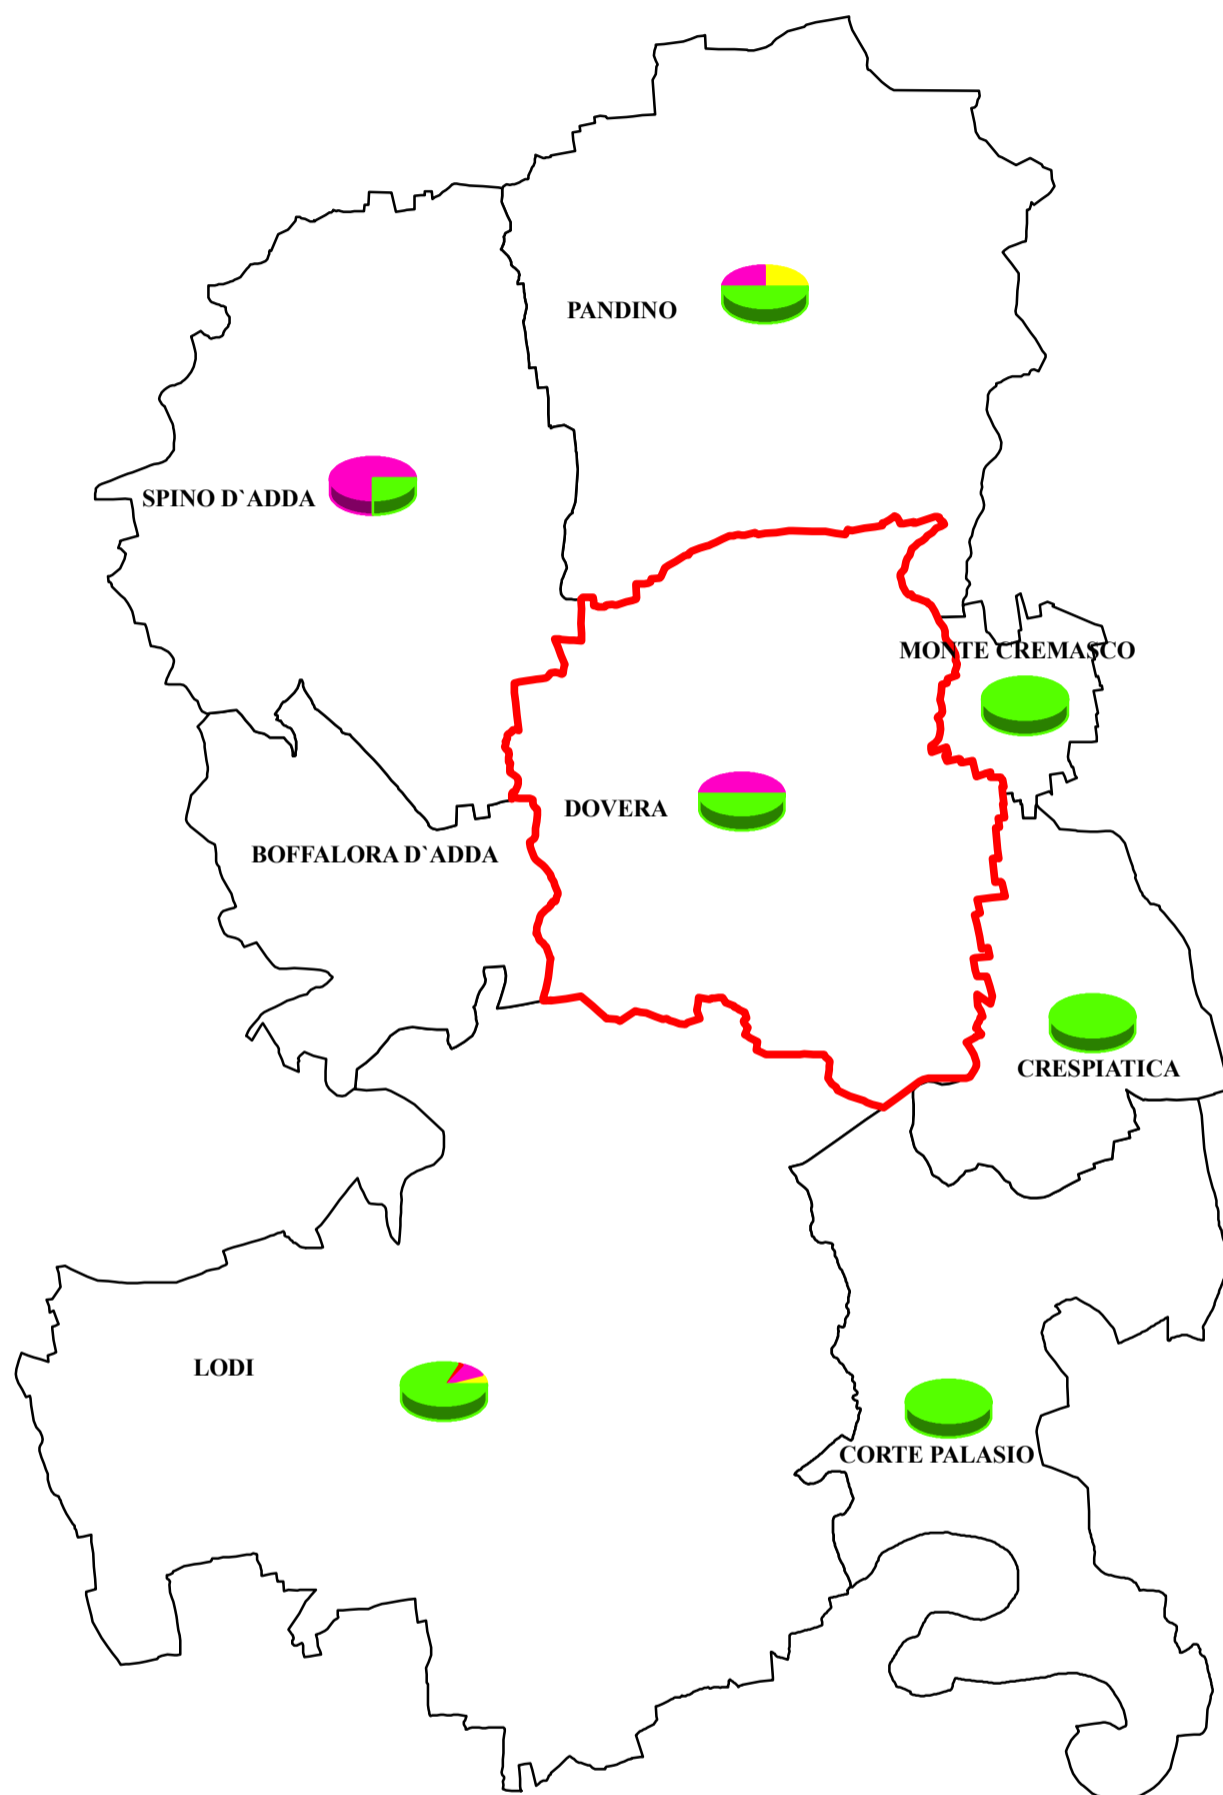 PANDINO
SPINO D`ADDA
MONTE CREMASCO
DOVERA
BOFFALORA D`ADDA
CRESPIATICA
LODI
CORTE PALASIO